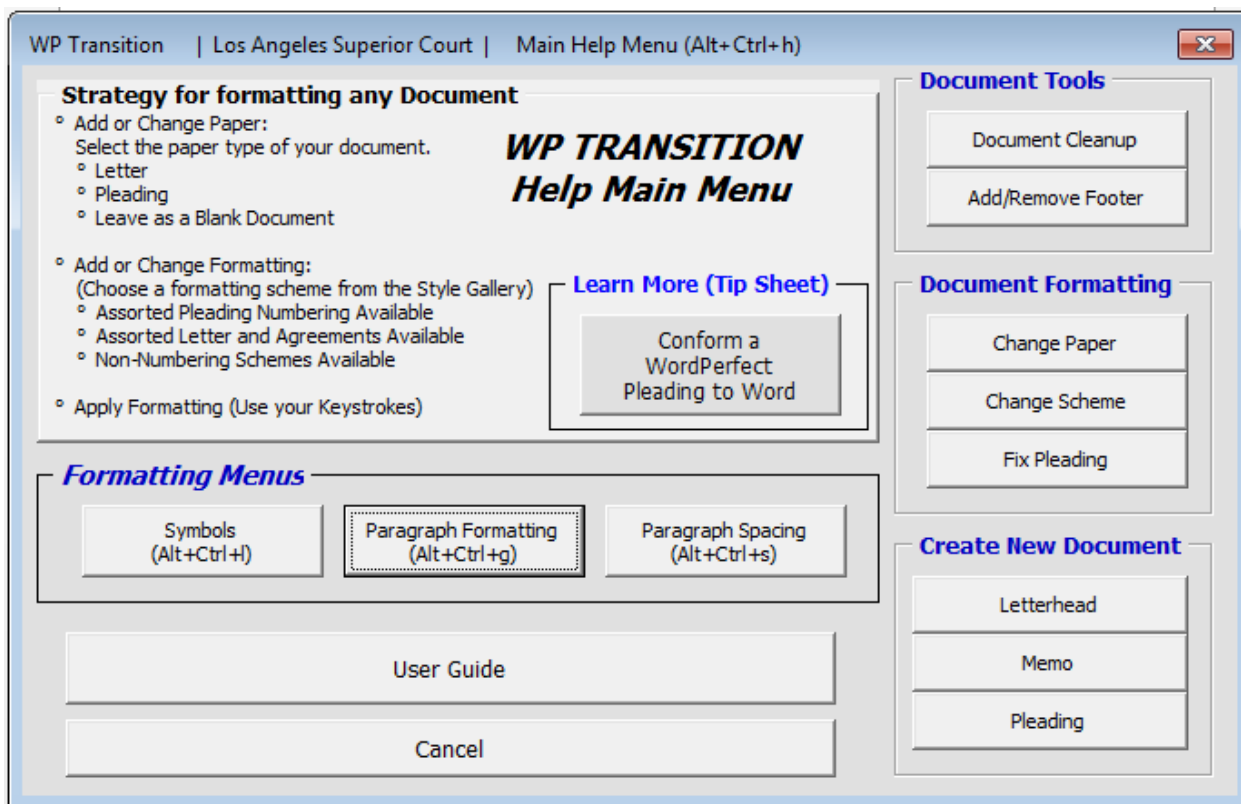 WP Transition | Los Angeles Superior Court | Main Help Menu (Alt+Ctrl+h)
Strategy for formatting any Document
° Add or Change Paper:
Select the paper type of your document.
° Letter
° Pleading
° Leave as a Blank Document
° Add or Change Formatting:
(Choose a formatting scheme from the Style Gallery)
° Assorted Pleading Numbering Available
° Assorted Letter and Agreements Available
° Non-Numbering Schemes Available
° Apply Formatting (Use your Keystrokes)
WP TRANSITION
Help Main Menu
Learn More (Tip Sheet)
Conform a
WordPerfect
Pleading to Word
Formatting Menus
Symbols
(Alt+Ctrl+l)
Paragraph Formatting
(Alt+Ctrl+g)
Paragraph Spacing
(Alt+Ctrl+s)
User Guide
Cancel
Document Tools
Document Cleanup
Add/Remove Footer
Document Formatting
Change Paper
Change Scheme
Fix Pleading
Create New Document
Letterhead
Memo
Pleading